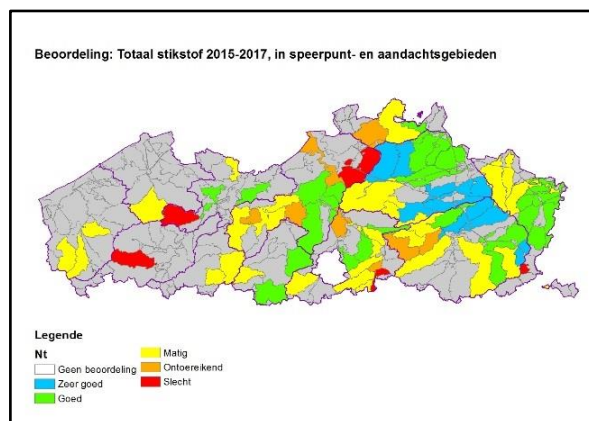 Beoordeling: Totaal stikstof 2015-2017, in speerpunt- en aandachtsgebieden
Legende
Nt
Geen beoordeling
Zeer goed
Goed
Matig
Ontoereikend
Slecht